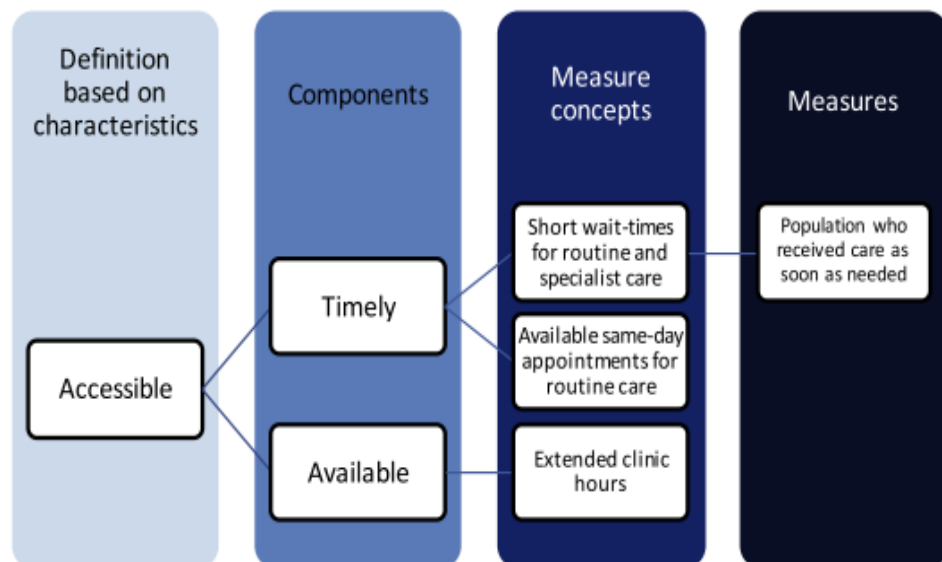 Definition
based on
characteristics
Components
Measure
concepts
Measures
Accessible
Timely
Available
Short wait-times
for routine and
specialist care
Available same-day
appointments for
routine care
Extended clinic
hours
Population who
received care as
soon as needed